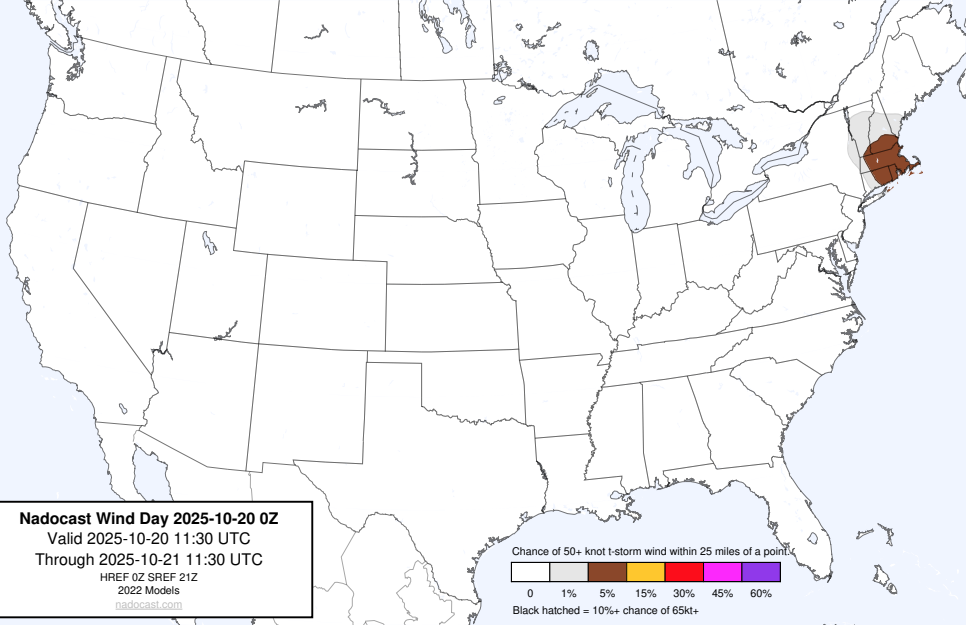 Nadocast Wind Day 2025-10-20 0Z
Valid 2025-10-20 11:30 UTC
Through 2025-10-21 11:30 UTC
HREF 0Z SREF 21Z
2022 Models
nadocast.com
Chance of 50+ knot t-storm wind within 25 miles of a point.
0 1% 5% 15% 30% 45% 60%
Black hatched = 10%+ chance of 65kt+